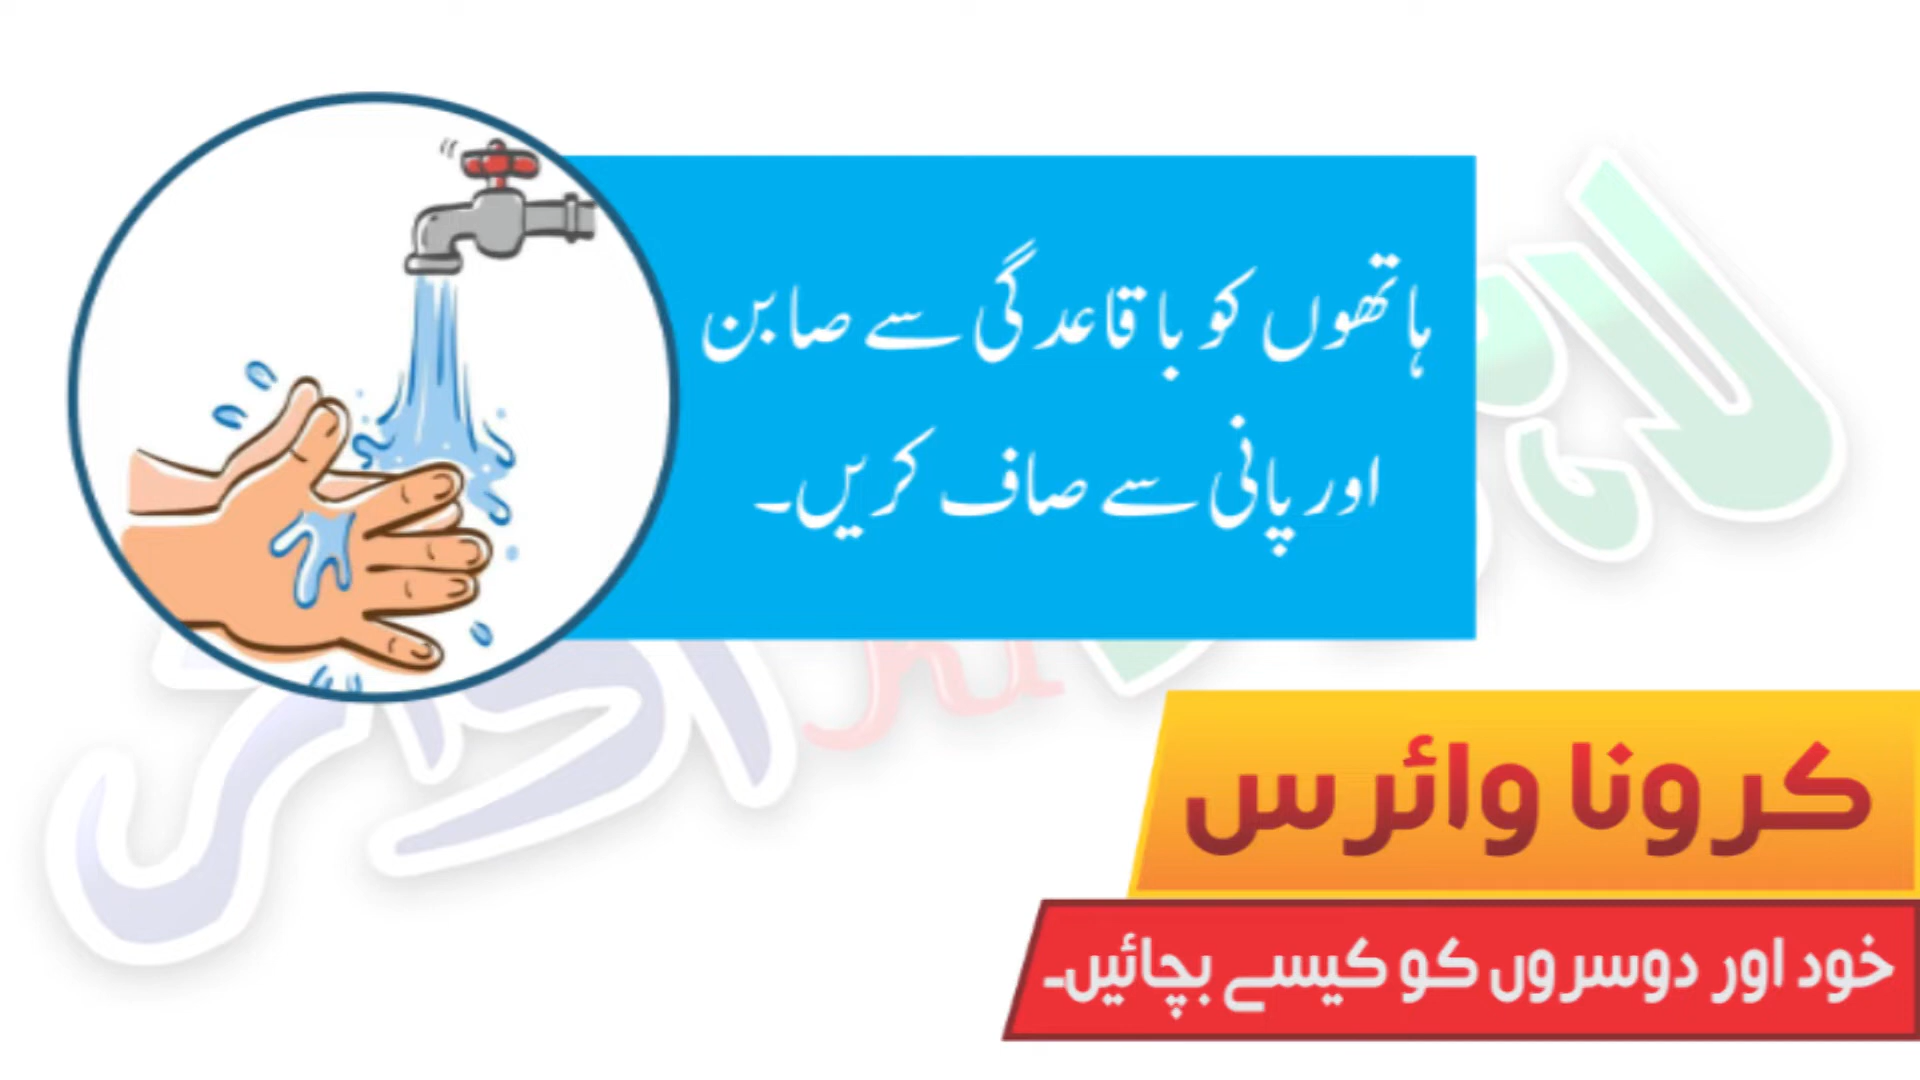 ہاتھوں کو باقاعدگی سے صابن
اور پانی سے صاف کریں۔
کرونا وائرس
خود اور دوسروں کو کیسے بچائیں۔